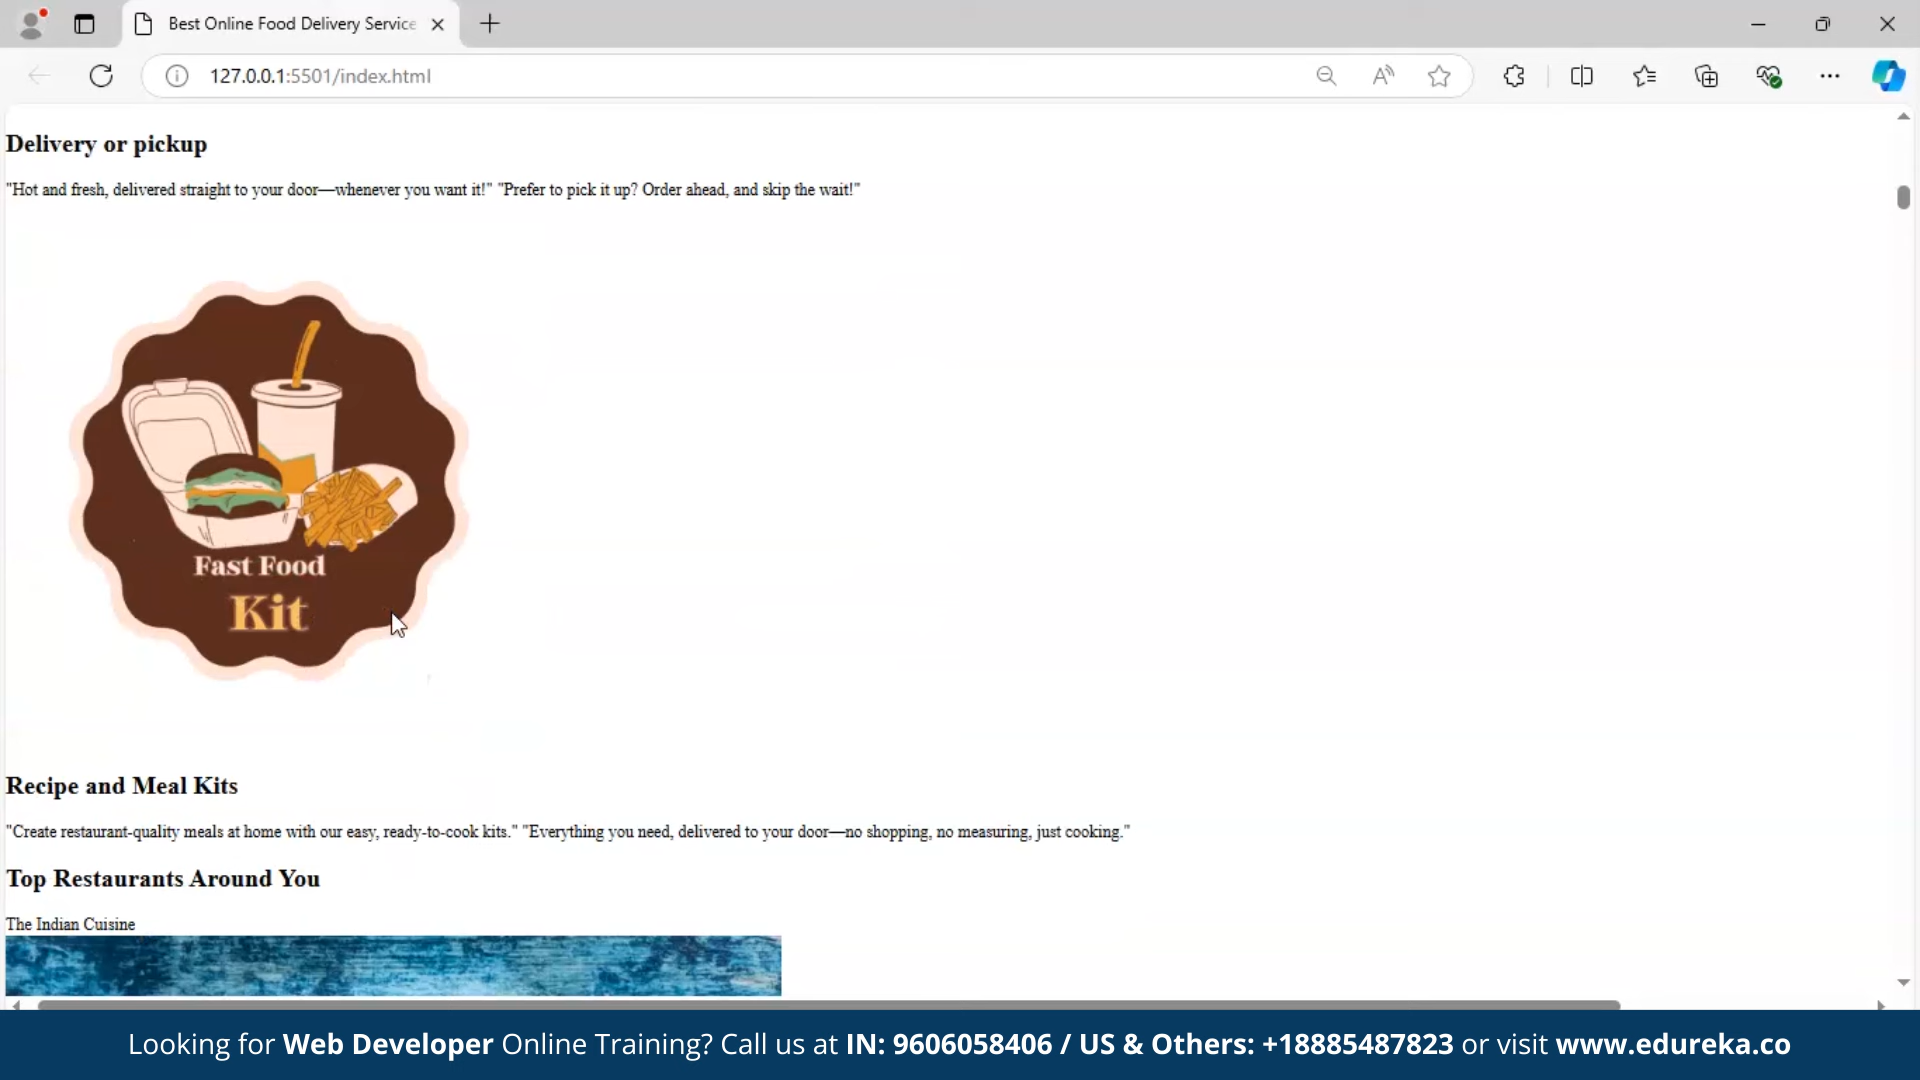 Best Online Food Delivery Service
127.0.0.1:5501/index.html
Delivery or pickup
"Hot and fresh, delivered straight to your door—whenever you want it!" "Prefer to pick it up? Order ahead, and skip the wait!"
Fast Food
Kit
Recipe and Meal Kits
"Create restaurant-quality meals at home with our easy, ready-to-cook kits." "Everything you need, delivered to your door—no shopping, no measuring, just cooking."
Top Restaurants Around You
The Indian Cuisine
Looking for Web Developer Online Training? Call us at IN: 9606058406 / US & Others: +18885487823 or visit www.edureka.co